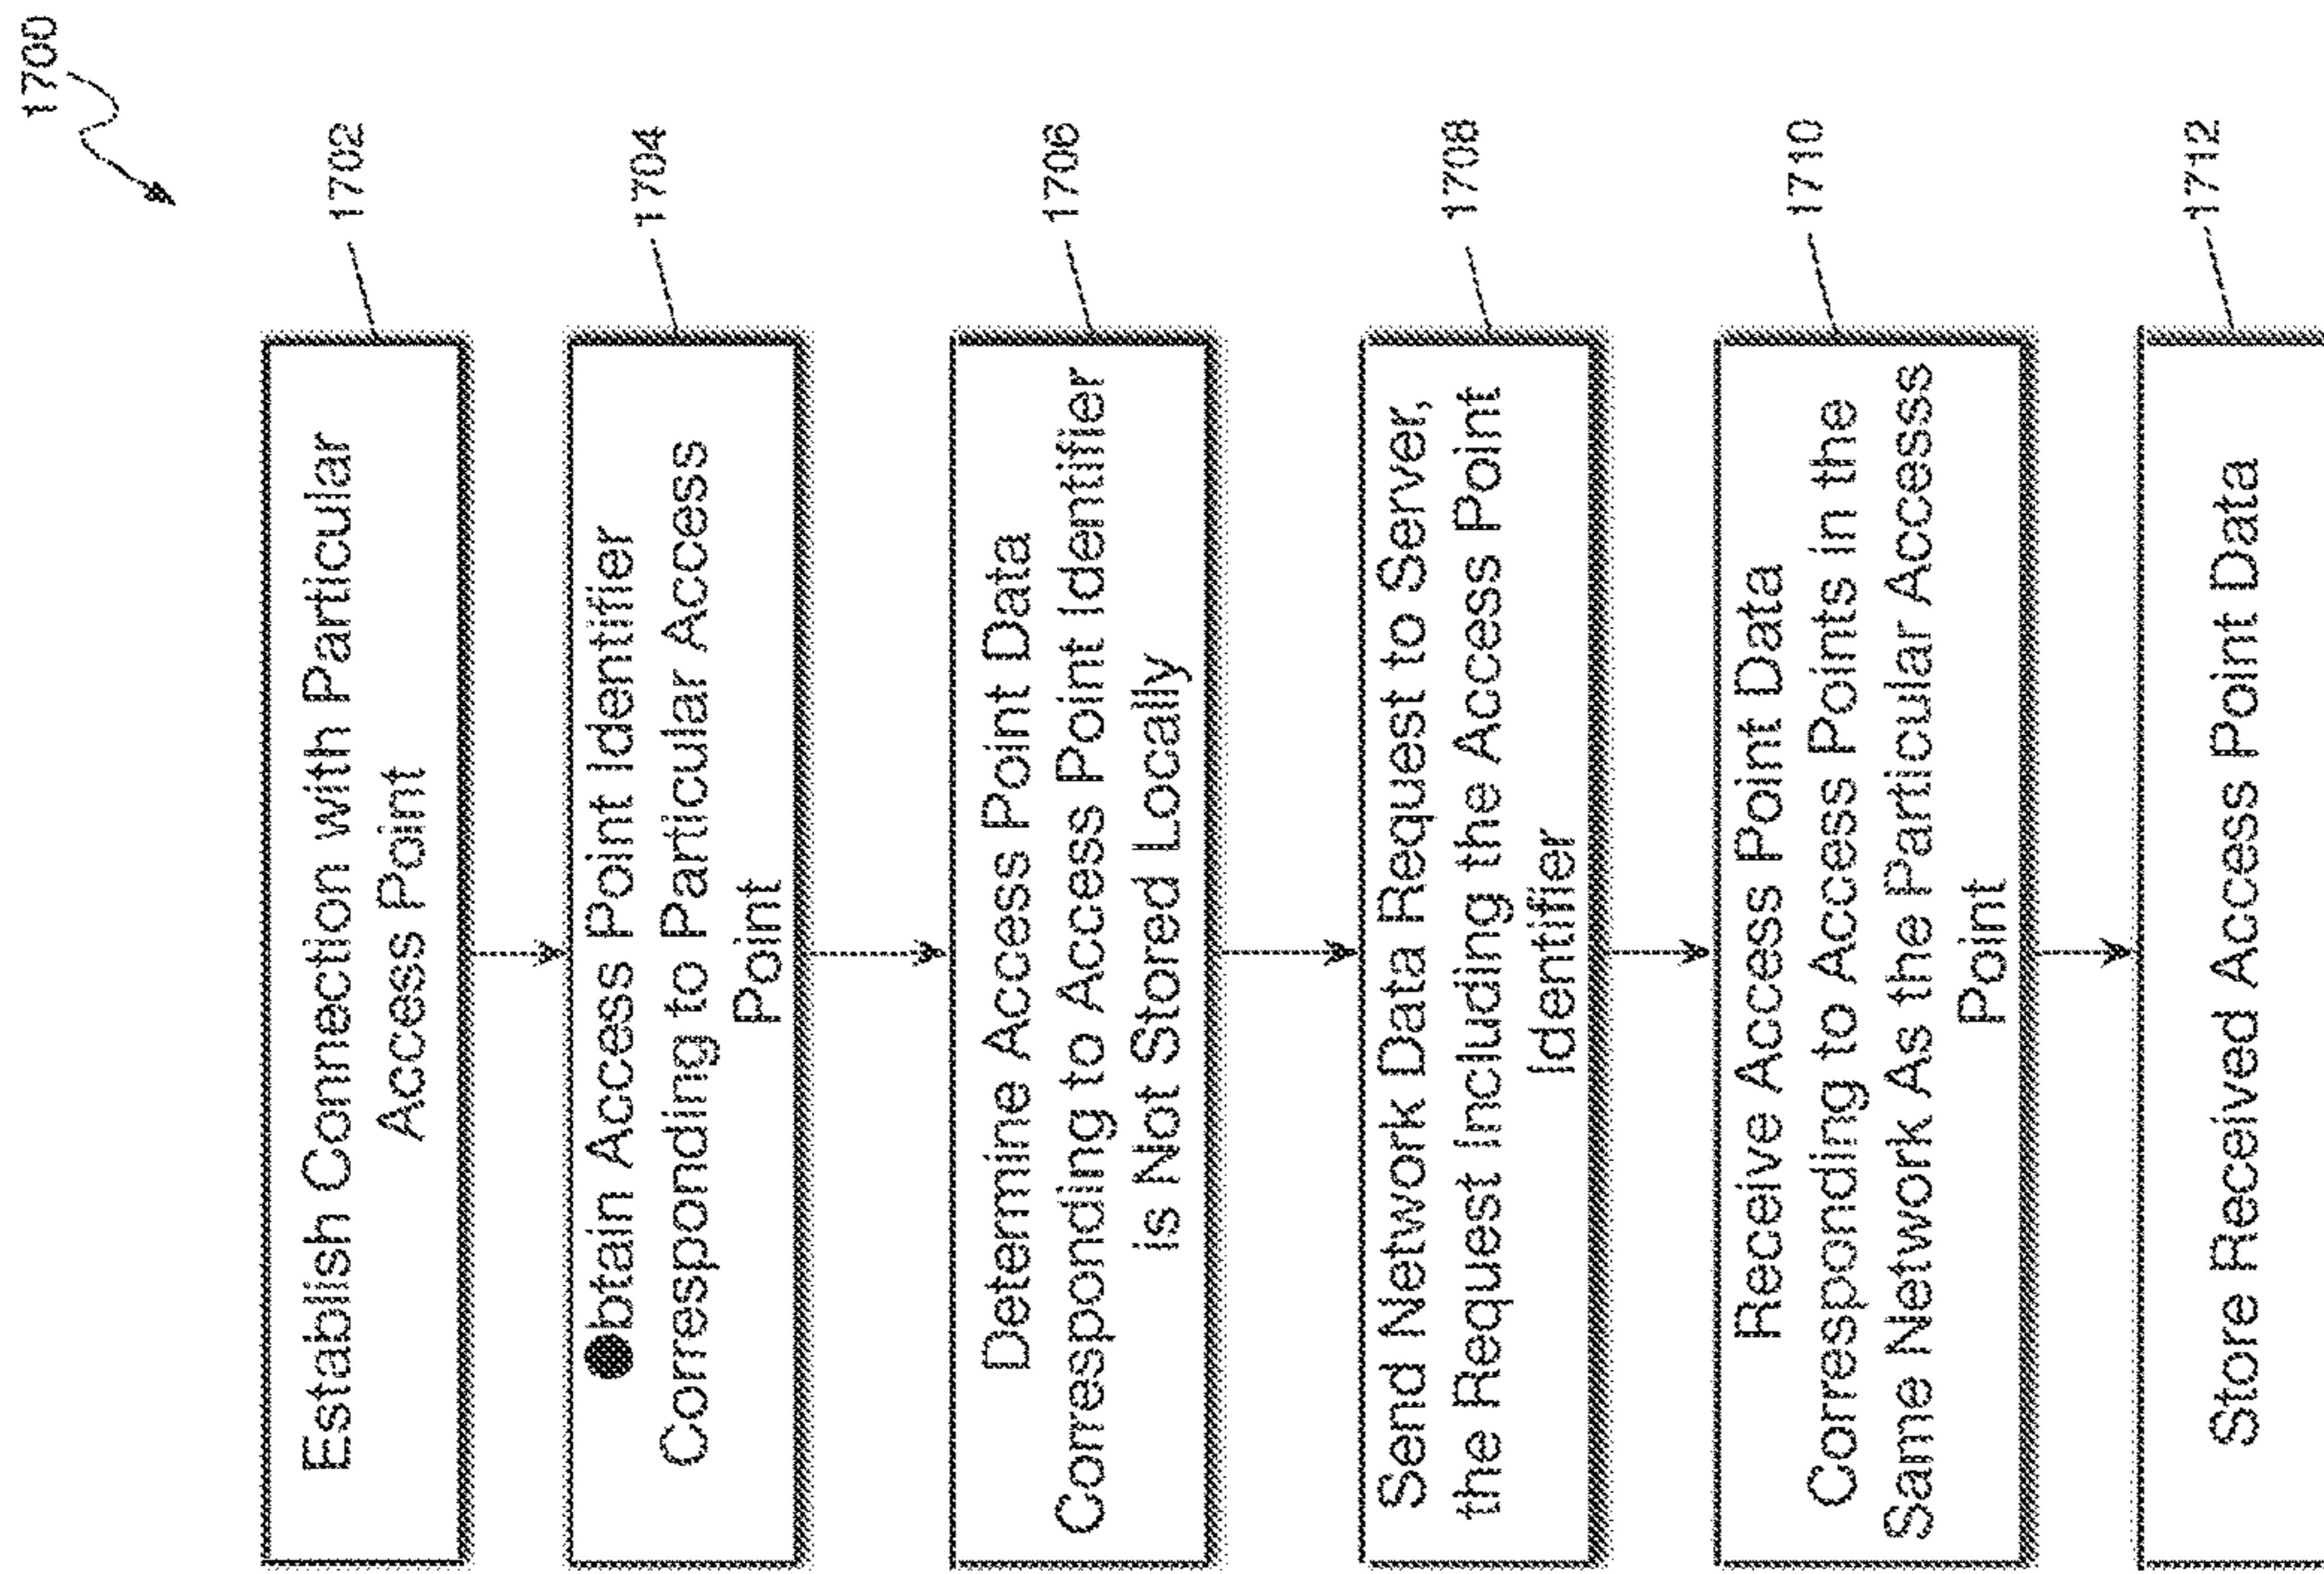 1700
Establish Connection with Particular
Access Point
1702
Obtain Access Point Identifier
Corresponding to Particular Access
Point
1704
Determine Access Point Data
Corresponding to Access Point Identifier
is Not Stored Locally
1706
Send Network Data Request to Server,
the Request Including the Access Point
Identifier
1708
Receive Access Point Data
Corresponding to Access Points in the
Same Network As the Particular Access
Point
1710
Store Received Access Point Data
1712